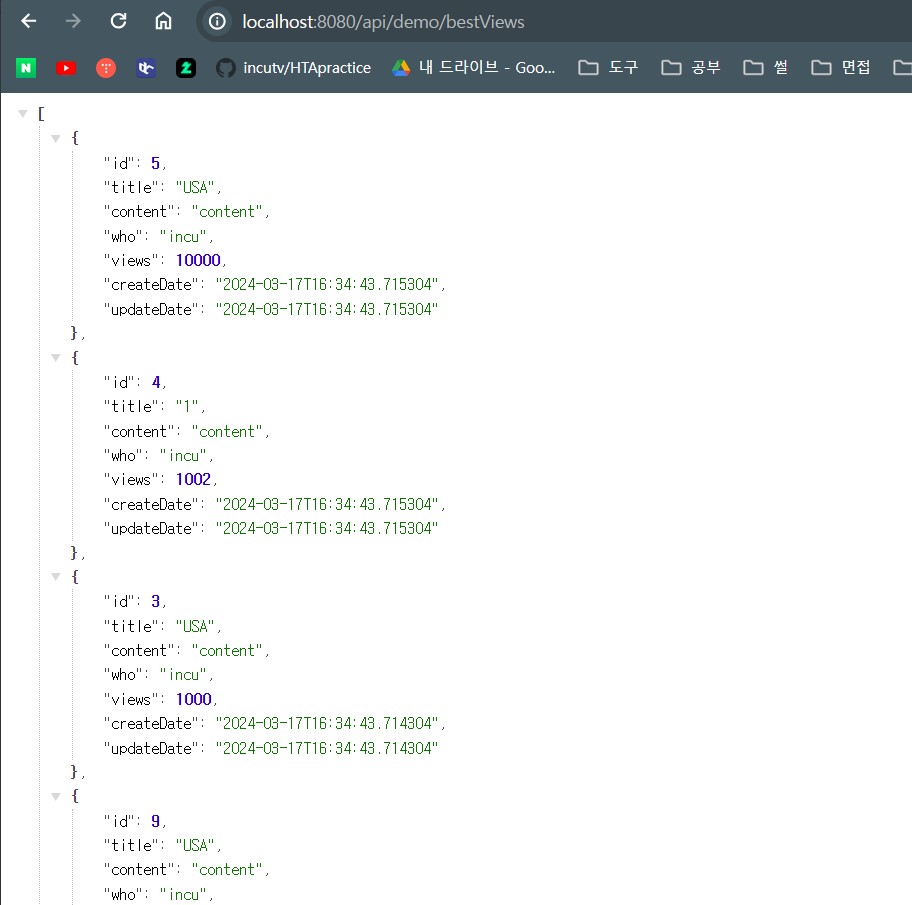 localhost:8080/api/demo/bestViews
N incutv/HTApractice 내 드라이브 - Goo... 도구 공부 썰 면접
[
{
"id": 5,
"title": "USA",
"content": "content",
"who": "incu",
"views": 10000,
"createDate": "2024-03-17T16:34:43.715304",
"updateDate": "2024-03-17T16:34:43.715304"
},
{
"id": 4,
"title": "1",
"content": "content",
"who": "incu",
"views": 1002,
"createDate": "2024-03-17T16:34:43.715304",
"updateDate": "2024-03-17T16:34:43.715304"
},
{
"id": 3,
"title": "USA",
"content": "content",
"who": "incu",
"views": 1000,
"createDate": "2024-03-17T16:34:43.714304",
"updateDate": "2024-03-17T16:34:43.714304"
},
{
"id": 9,
"title": "USA",
"content": "content",
"who": "incu",